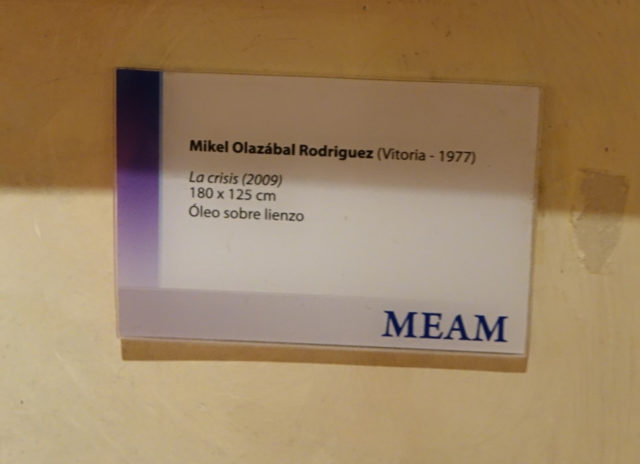 Mikel Olazábal Rodriguez (Vitoria - 1977)
La crisis (2009)
180 x 125 cm
Óleo sobre lienzo
MEAM